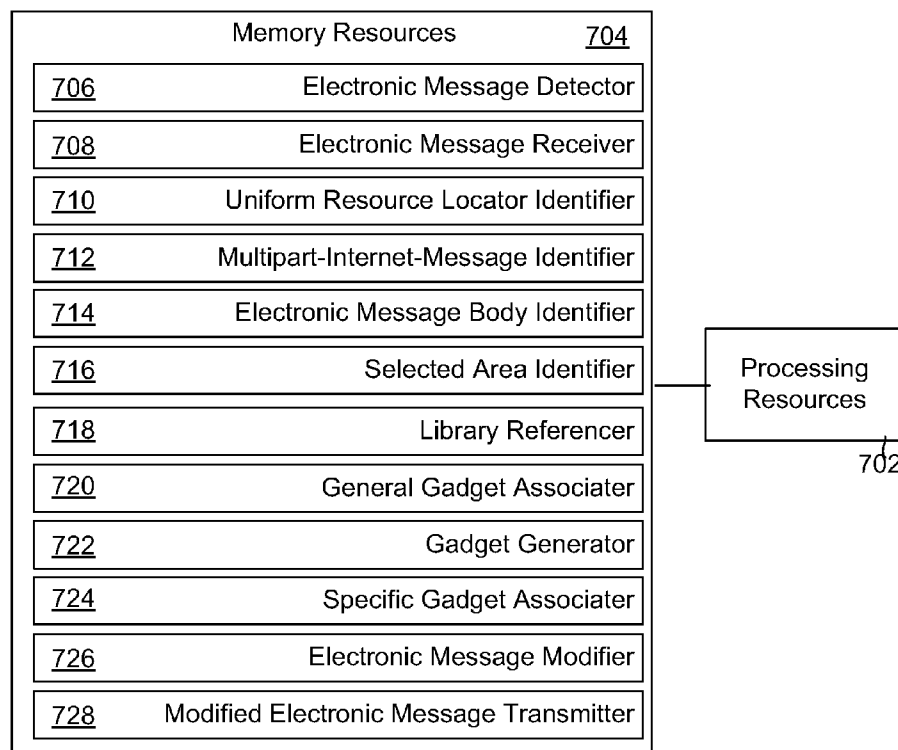 Memory Resources 704
706 Electronic Message Detector
708 Electronic Message Receiver
710 Uniform Resource Locator Identifier
712 Multipart-Internet-Message Identifier
714 Electronic Message Body Identifier
716 Selected Area Identifier
718 Library Referencer
720 General Gadget Associater
722 Gadget Generator
724 Specific Gadget Associater
726 Electronic Message Modifier
728 Modified Electronic Message Transmitter
Processing
Resources
702